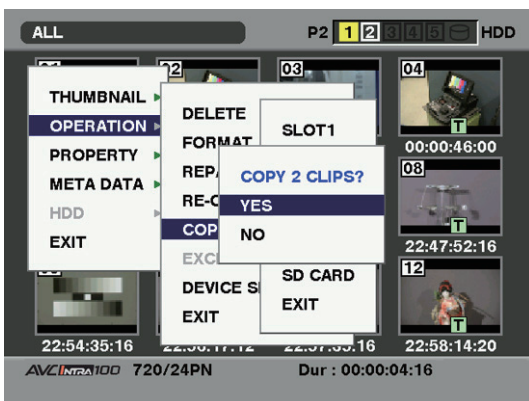 ALL
P2 1 2 3 4 5 HDD
02
03
04
THUMBNAIL
OPERATION
PROPERTY
META DATA
HDD
EXIT
DELETE
FORMAT
RE-C
COP
DEVICE
EXIT
SLOT1
SD CARD
EXIT
COPY 2 CLIPS?
YES
NO
T
00:00:46:00
08
T
22:47:52:16
12
T
22:54:35:16
22:58:14:20
AVC INTRA 100 720/24PN Dur : 00:00:04:16